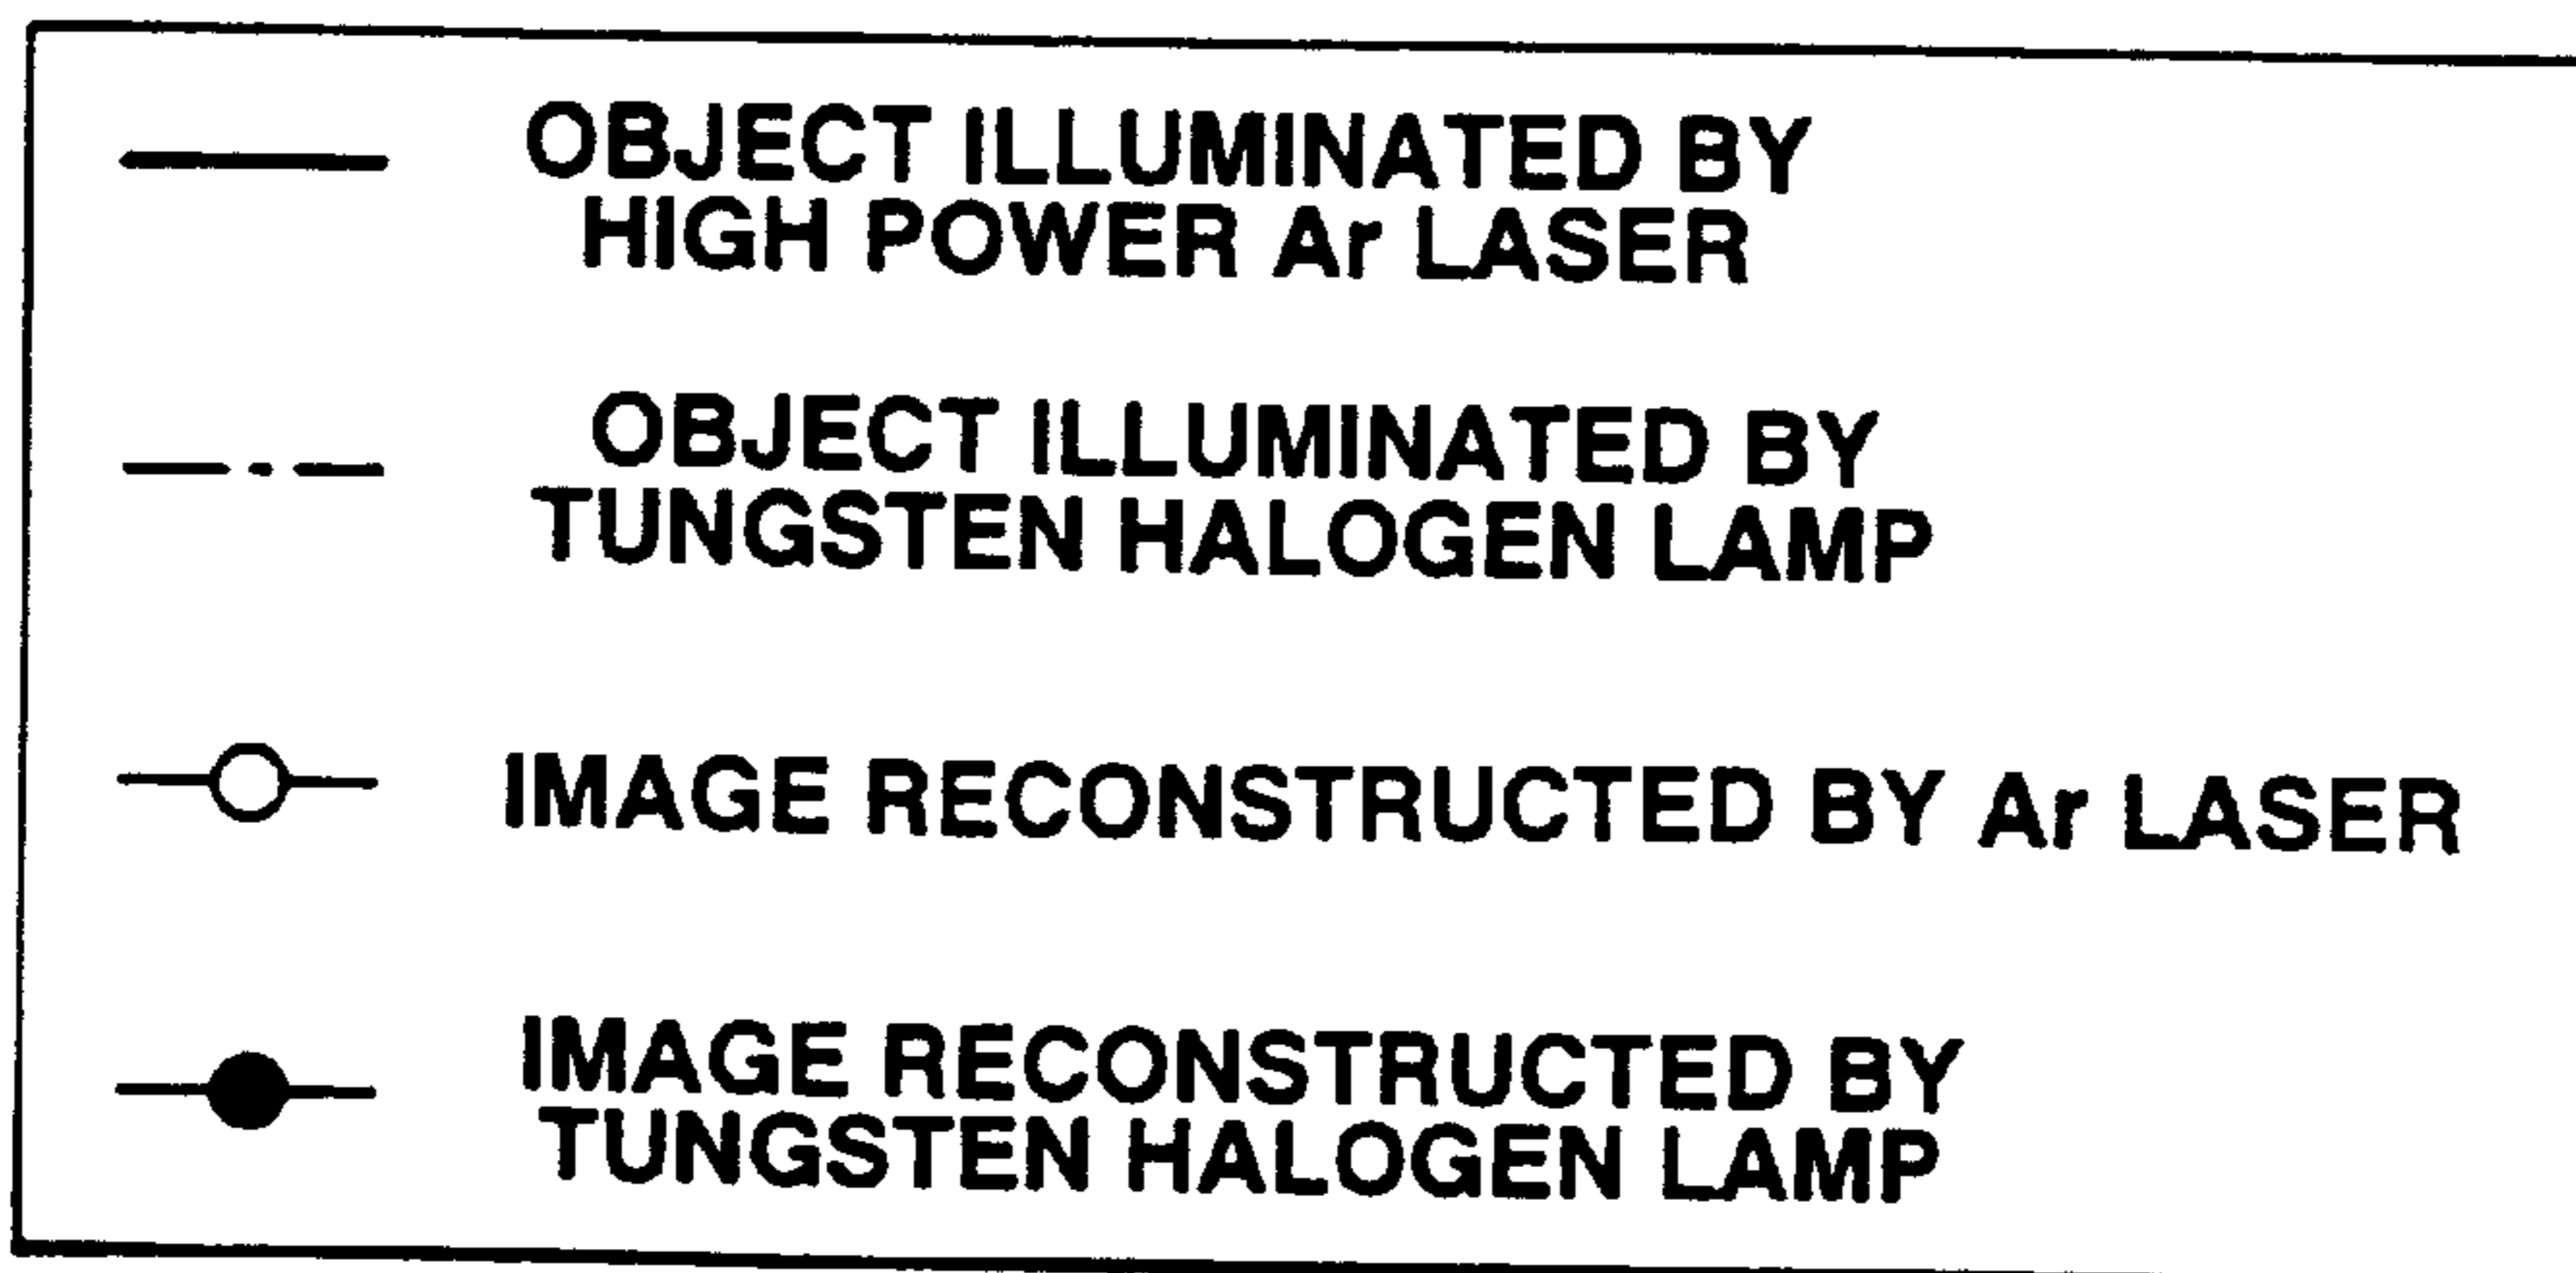 OBJECT ILLUMINATED BY
HIGH POWER Ar LASER
OBJECT ILLUMINATED BY
TUNGSTEN HALOGEN LAMP
IMAGE RECONSTRUCTED BY Ar LASER
IMAGE RECONSTRUCTED BY
TUNGSTEN HALOGEN LAMP